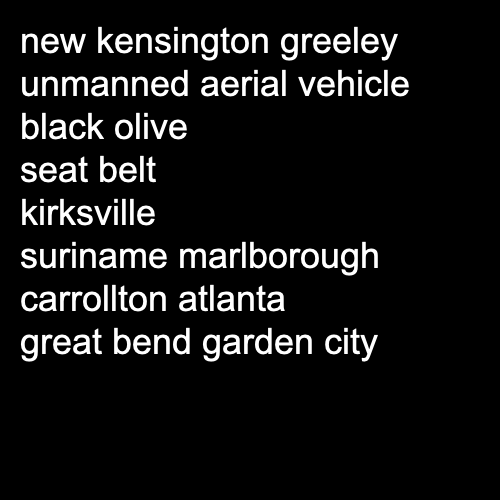 new kensington greeley
unmanned aerial vehicle
black olive
seat belt
kirksville
suriname marlborough
carrollton atlanta
great bend garden city